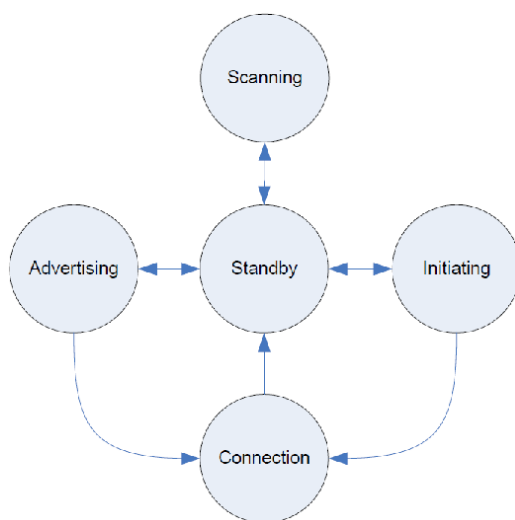 Scanning
Advertising
Standby
Initiating
Connection